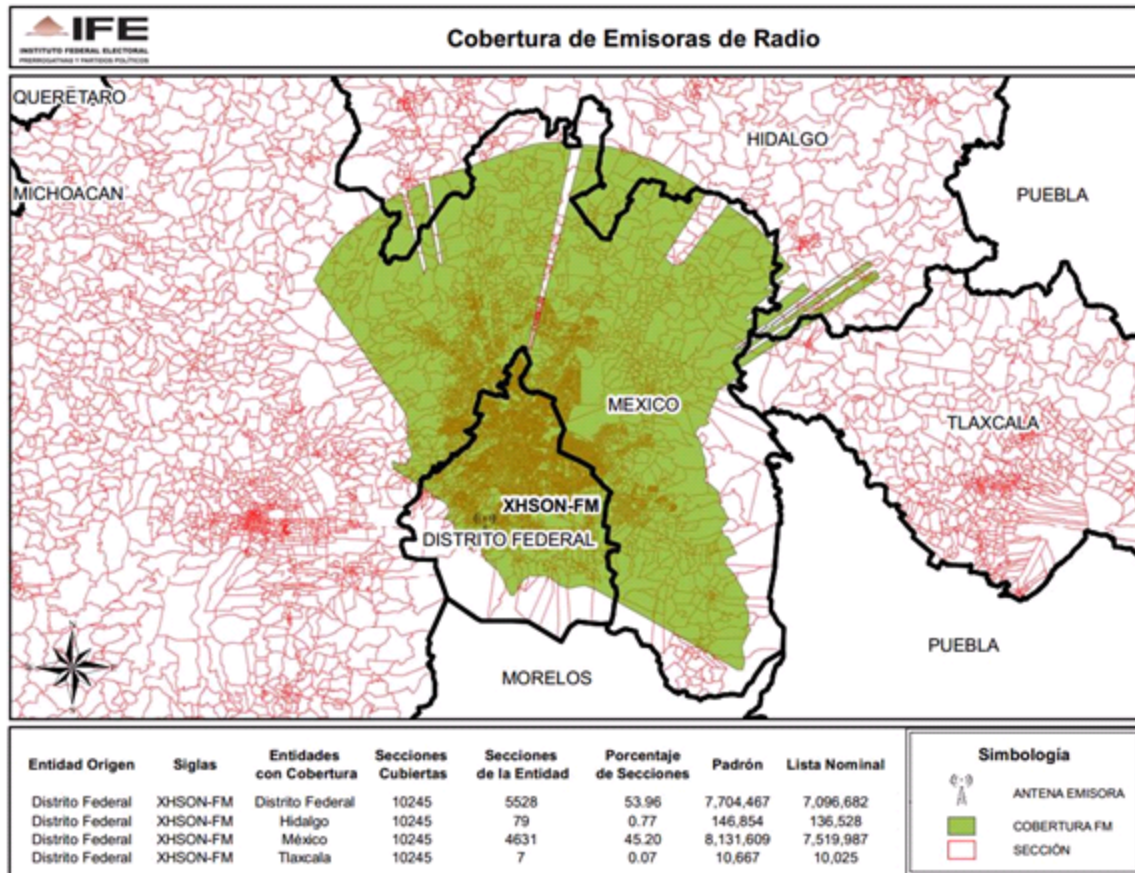 IFE
INSTITUTO FEDERAL ELECTORAL
PRERROGATIVAS Y PARTIDOS POLÍTICOS
Cobertura de Emisoras de Radio
QUERÉTARO
HIDALGO
MICHOACAN
PUEBLA
MEXICO
TLAXCALA
XHSON-FM
DISTRITO FEDERAL
PUEBLA
MORELOS
Entidad Origen Siglas Entidades con Cobertura Secciones Cubiertas Secciones de la Entidad Porcentaje de Secciones Padrón Lista Nominal
Distrito Federal XHSON-FM Distrito Federal 10245 5528 53.96 7,704,467 7,096,682
Distrito Federal XHSON-FM Hidalgo 10245 79 0.77 146,854 136,528
Distrito Federal XHSON-FM México 10245 4631 45.20 8,131,609 7,519,987
Distrito Federal XHSON-FM Tlaxcala 10245 7 0.07 10,667 10,025
Simbología
ANTENA EMISORA
COBERTURA FM
SECCIÓN